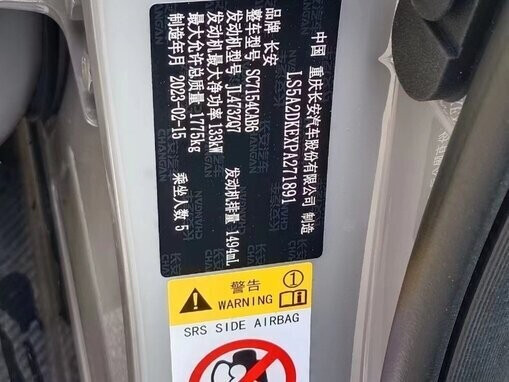 中国 重庆长安汽车股份有限公司 制造
LS5A2DKEXPA271891
品牌 长安
整车型号 SC7154CAB6
发动机型号 JL473ZQ7 发动机排量 1494mL
发动机最大净功率 133kW
最大允许总质量 1775kg
制造年月 2023-02-15 乘坐人数 5
警告
WARNING
①
SRS SIDE AIRBAG